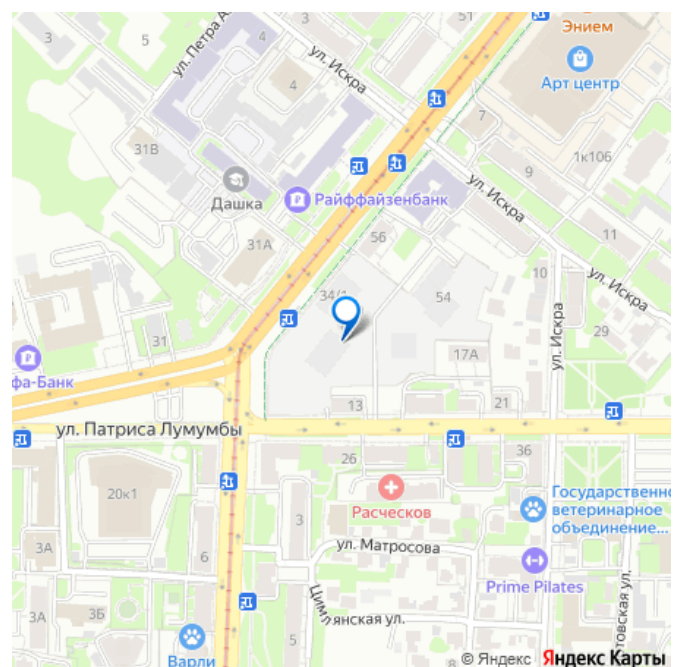 3
5
ул. Петра А
4
ул. Искра
51
Энием
Арт центр
4
31В
7
Дашка
Райффайзенбанк
9
1к106
ул. Искра
56
11
31А
10
ул. Искра
34/1
54
31
29
ул. Искра
фа-Банк
17А
13
21
ул. Патриса Лумумбы
26
36
20к1
Расческов
Государственно
ветеринарное
объединение...
3
3А
6
ул. Матросова
Prime Pilates
Цимлянская ул.
3А
3Б
5
товская ул.
Варли
© Яндекс Яндекс Карты